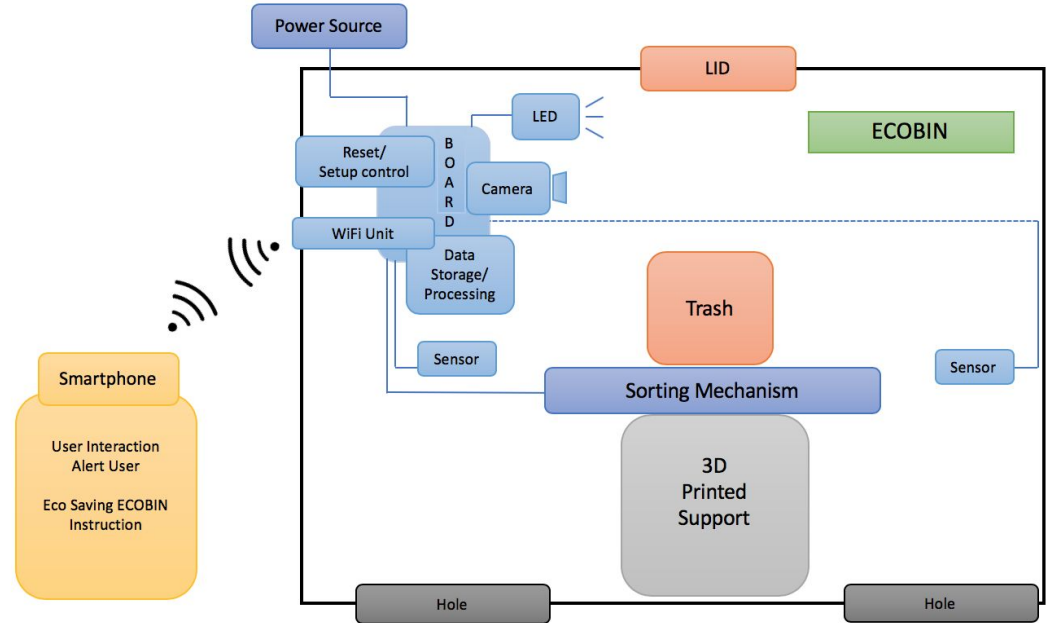 Power Source
LID
LED
ECOBIN
Reset/
Setup control
B
O
A
R
D
Camera
WiFi Unit
Data
Storage/
Processing
Trash
Sensor
Sensor
Smartphone
Sorting Mechanism
User Interaction
Alert User
Eco Saving ECOBIN
Instruction
3D
Printed
Support
Hole
Hole